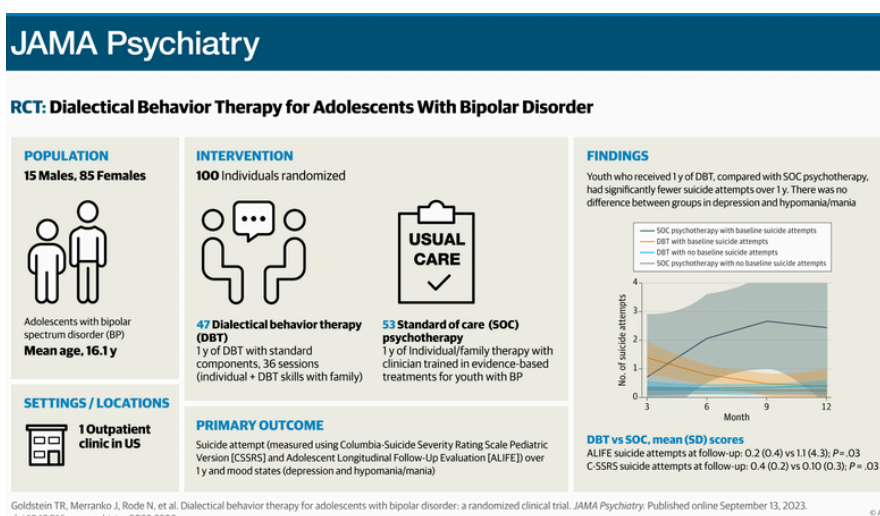 JAMA Psychiatry
RCT: Dialectical Behavior Therapy for Adolescents With Bipolar Disorder
POPULATION
15 Males, 85 Females
Adolescents with bipolar
spectrum disorder (BP)
Mean age, 16.1 y
SETTINGS / LOCATIONS
1 Outpatient
clinic in US
INTERVENTION
100 Individuals randomized
USUAL
CARE
47 Dialectical behavior therapy
(DBT)
1 y of DBT with standard
components, 36 sessions
(individual + DBT skills with family)
53 Standard of care (SOC)
psychotherapy
1 y of Individual/family therapy with
clinician trained in evidence-based
treatments for youth with BP
PRIMARY OUTCOME
Suicide attempt (measured using Columbia-Suicide Severity Rating Scale Pediatric
Version [CSSRS] and Adolescent Longitudinal Follow-Up Evaluation [ALIFE]) over
1 y and mood states (depression and hypomania/mania)
FINDINGS
Youth who received 1 y of DBT, compared with SOC psychotherapy,
had significantly fewer suicide attempts over 1 y. There was no
difference between groups in depression and hypomania/mania
SOC psychotherapy with baseline suicide attempts
DBT with baseline suicide attempts
DBT with no baseline suicide attempts
SOC psychotherapy with no baseline suicide attempts
No. of suicide attempts
4
3
2
1
0
3 6 9 12
Month
DBT vs SOC, mean (SD) scores
ALIFE suicide attempts at follow-up: 0.2 (0.4) vs 1.1 (4.3); P = .03
C-SSRS suicide attempts at follow-up: 0.4 (0.2) vs 0.10 (0.3); P = .03
Goldstein TR, Merranko J, Rode N, et al. Dialectical behavior therapy for adolescents with bipolar disorder: a randomized clinical trial. JAMA Psychiatry. Published online September 13, 2023.
©